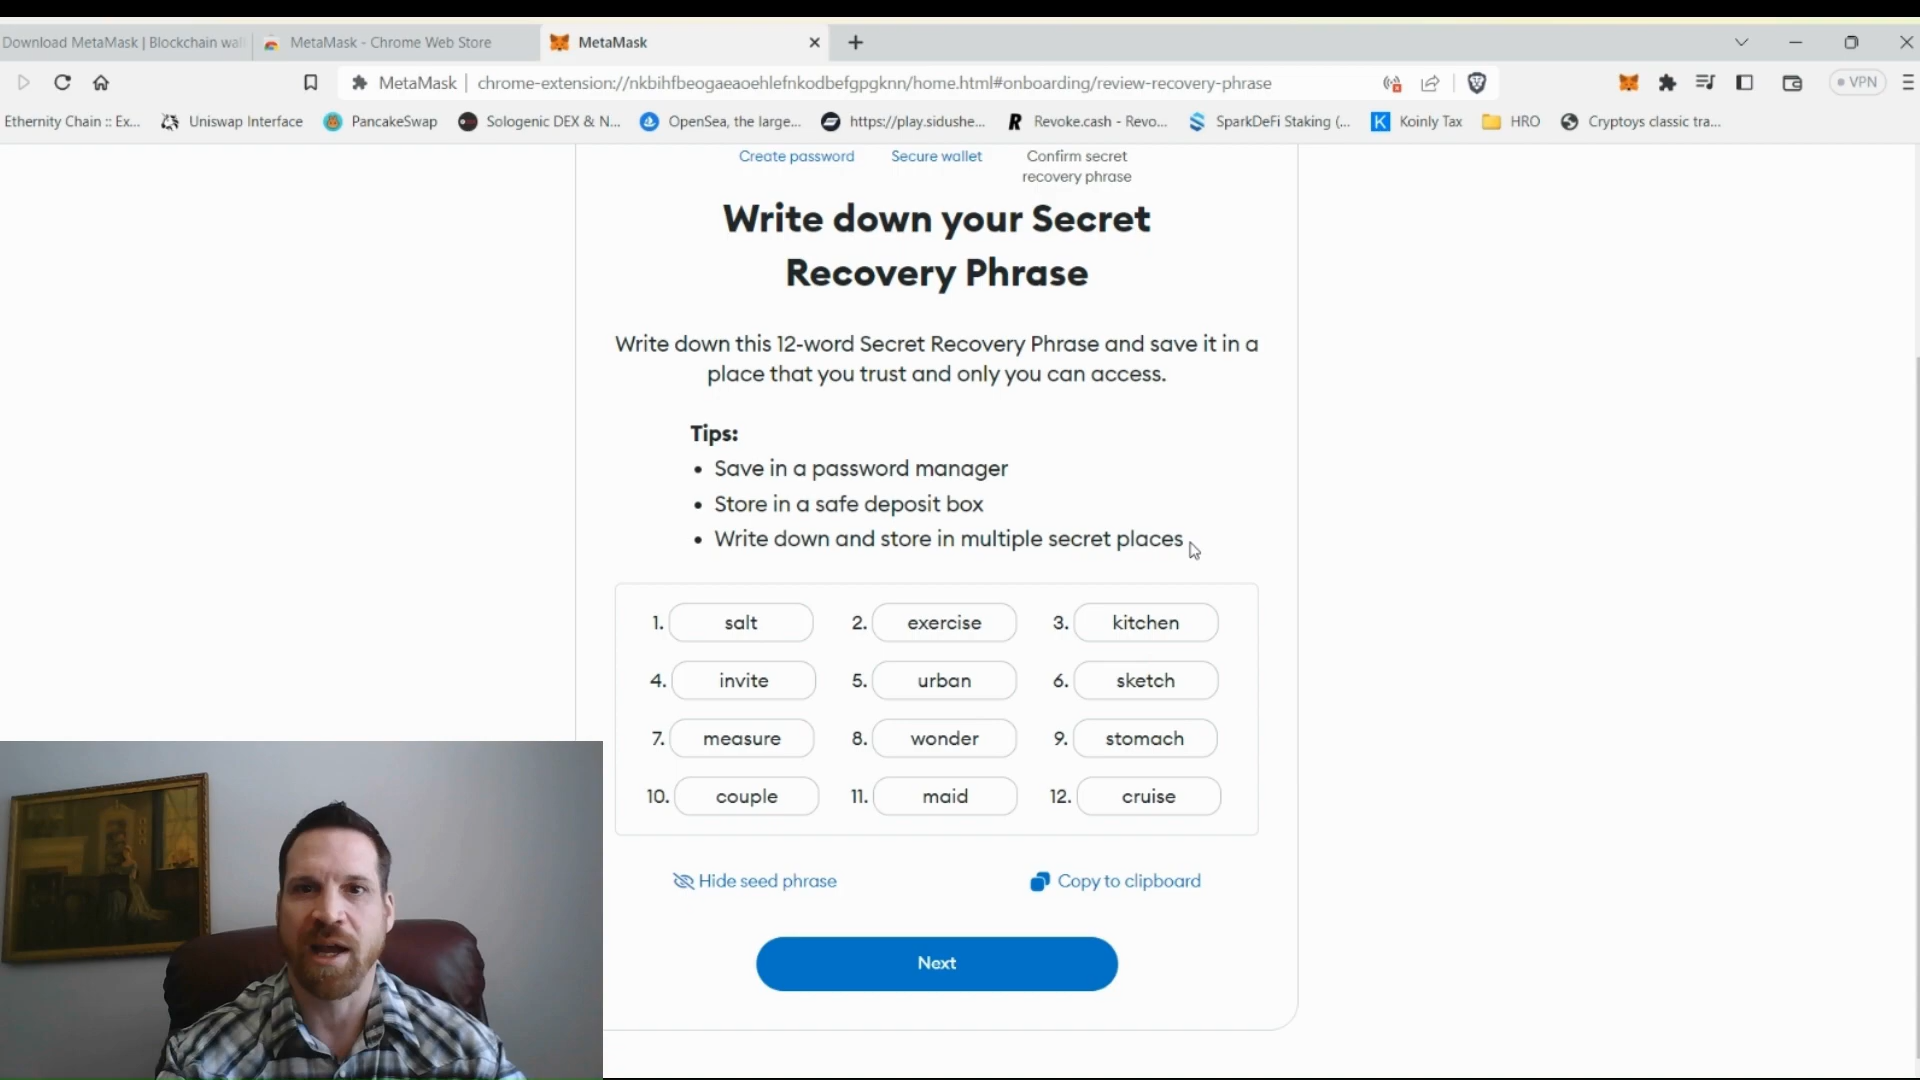 Download MetaMask | Blockchain wal
MetaMask - Chrome Web Store
MetaMask
MetaMask | chrome-extension://nkbihfbeogaeaoehlefnkodbefgpgknn/home.html#onboarding/review-recovery-phrase
VPN
Ethernity Chain :: Ex...
Uniswap Interface
PancakeSwap
Sologenic DEX & N...
OpenSea, the large...
https://play.sidushe...
Revoke.cash - Revo...
SparkDeFi Staking (...
Koinly Tax
HRO
Cryptoys classic tra...
Create password
Secure wallet
Confirm secret
recovery phrase
Write down your Secret
Recovery Phrase
Write down this 12-word Secret Recovery Phrase and save it in a
place that you trust and only you can access.
Tips:
• Save in a password manager
• Store in a safe deposit box
• Write down and store in multiple secret places
1. salt 2. exercise 3. kitchen
4. invite 5. urban 6. sketch
7. measure 8. wonder 9. stomach
10. couple 11. maid 12. cruise
Hide seed phrase
Copy to clipboard
Next